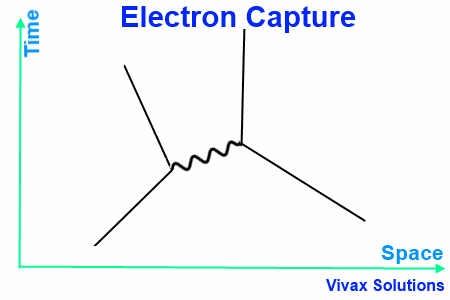 Electron Capture
Time
Space
Vivax Solutions